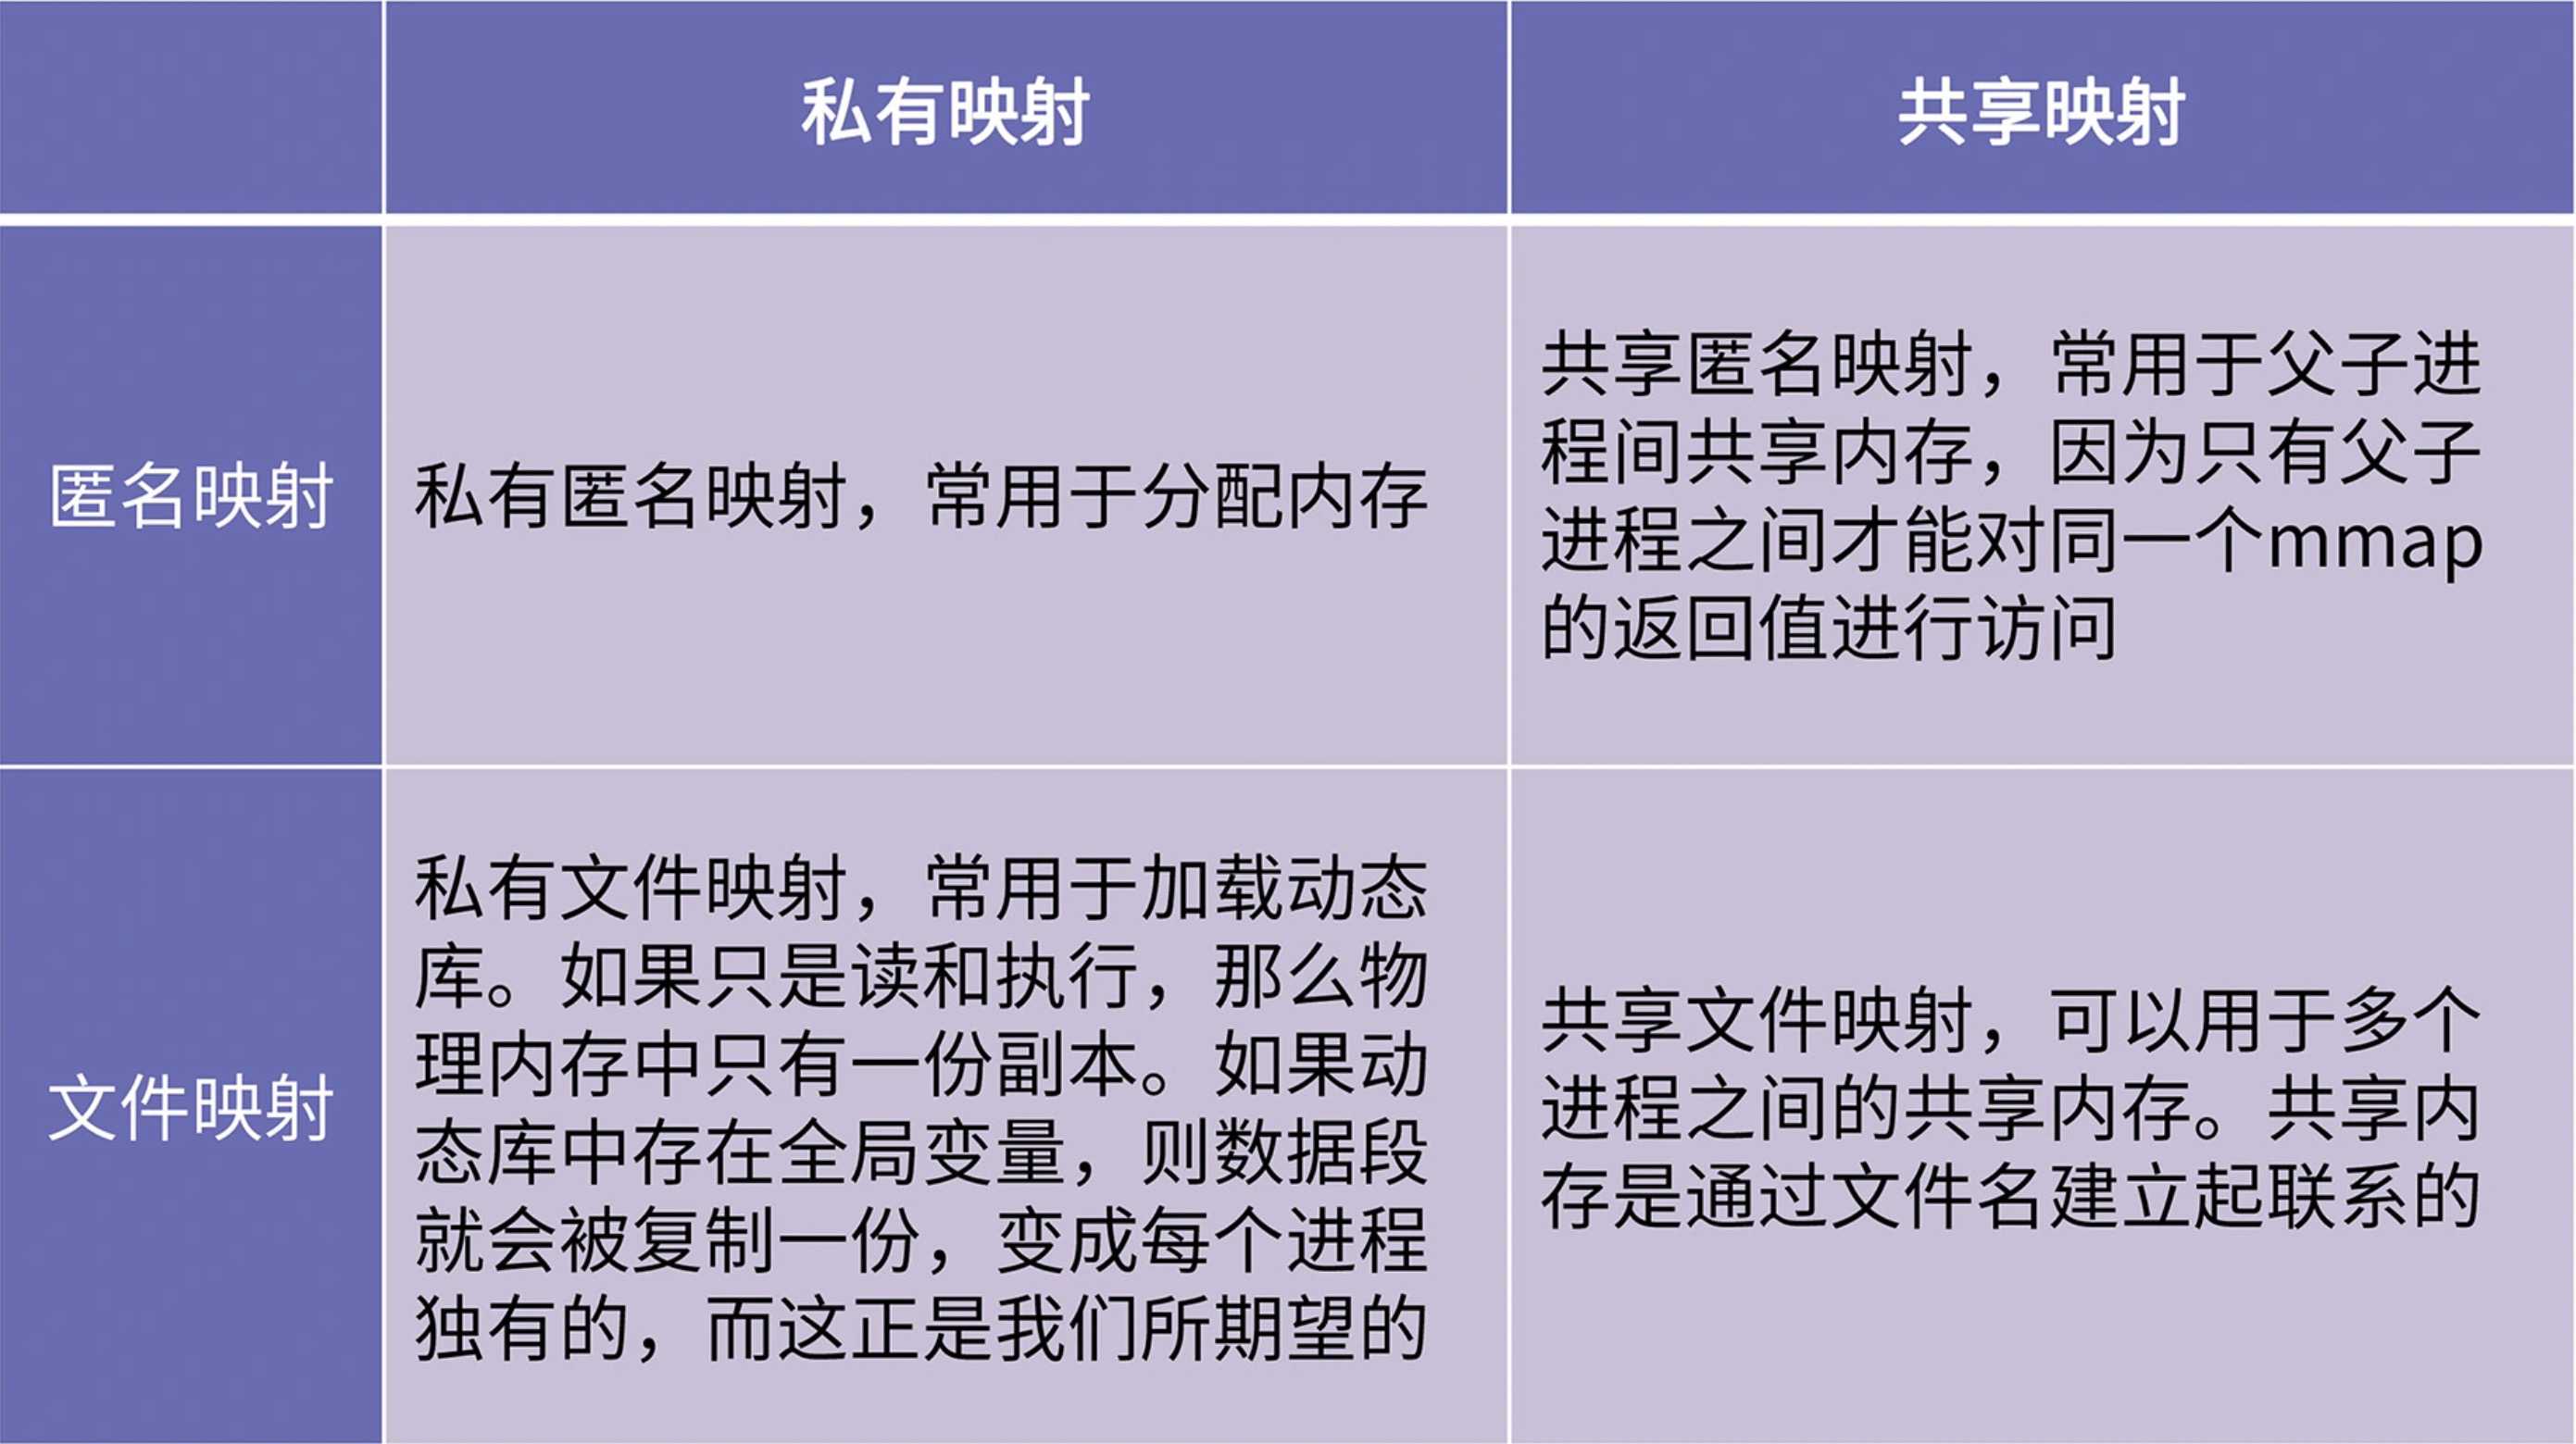 私有映射
共享映射
匿名映射
私有匿名映射，常用于分配内存
共享匿名映射，常用于父子进
程间共享内存，因为只有父子
进程之间才能对同一个mmap
的返回值进行访问
文件映射
私有文件映射，常用于加载动态
库。如果只是读和执行，那么物
理内存中只有一份副本。如果动
态库中存在全局变量，则数据段
就会被复制一份，变成每个进程
独有的，而这正是我们所期望的
共享文件映射，可以用于多个
进程之间的共享内存。共享内
存是通过文件名建立起联系的